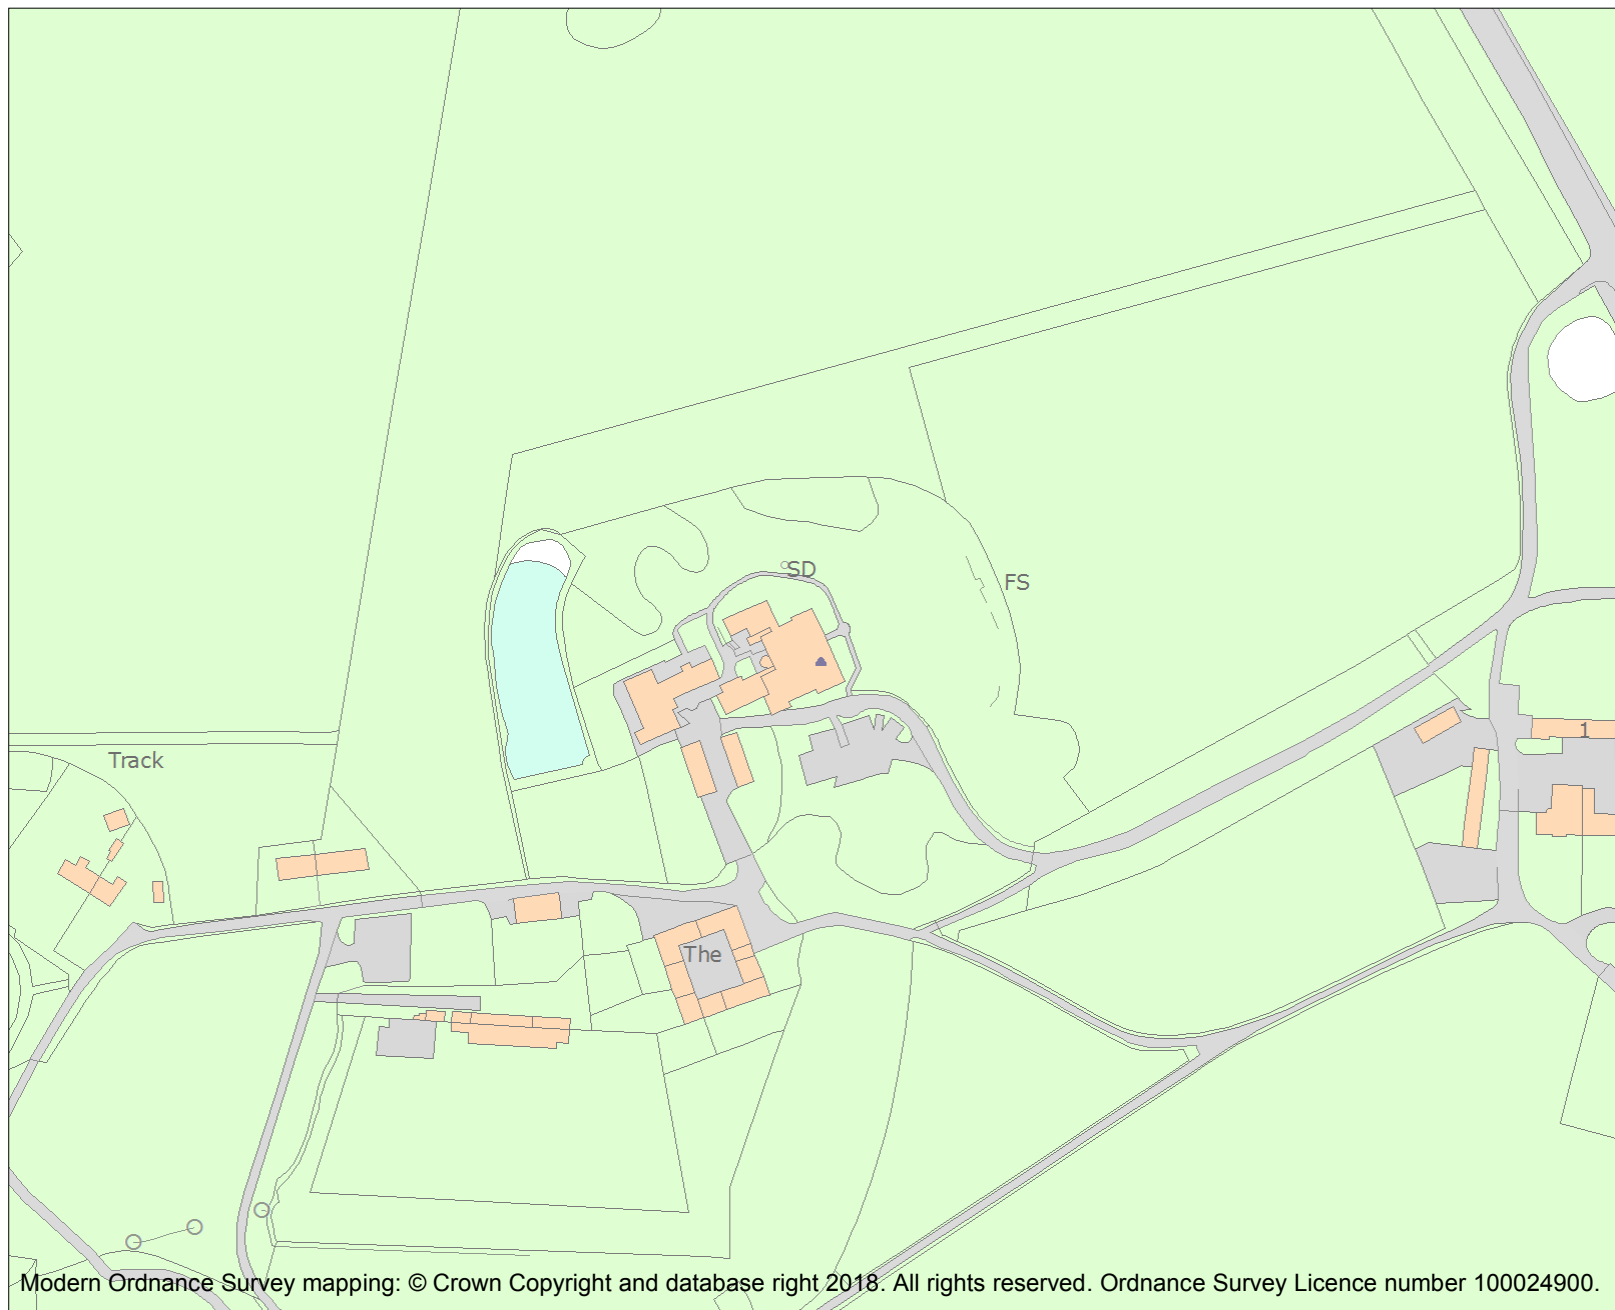 SD
FS
1
Track
The
Modern Ordnance Survey mapping: © Crown Copyright and database right 2018. All rights reserved. Ordnance Survey Licence number 100024900.